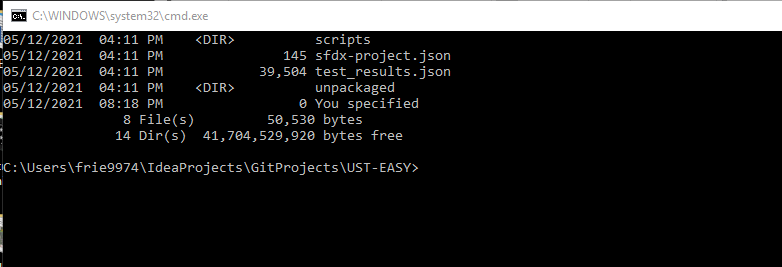 C:\WINDOWS\system32\cmd.exe
05/12/2021  04:11 PM    <DIR>          scripts
05/12/2021  04:11 PM               145 sfdx-project.json
05/12/2021  04:11 PM            39,504 test_results.json
05/12/2021  04:11 PM    <DIR>          unpackaged
05/12/2021  08:18 PM                 0 You specified
               8 File(s)         50,530 bytes
              14 Dir(s)  41,704,529,920 bytes free
C:\Users\frie9974\IdeaProjects\GitProjects\UST-EASY>